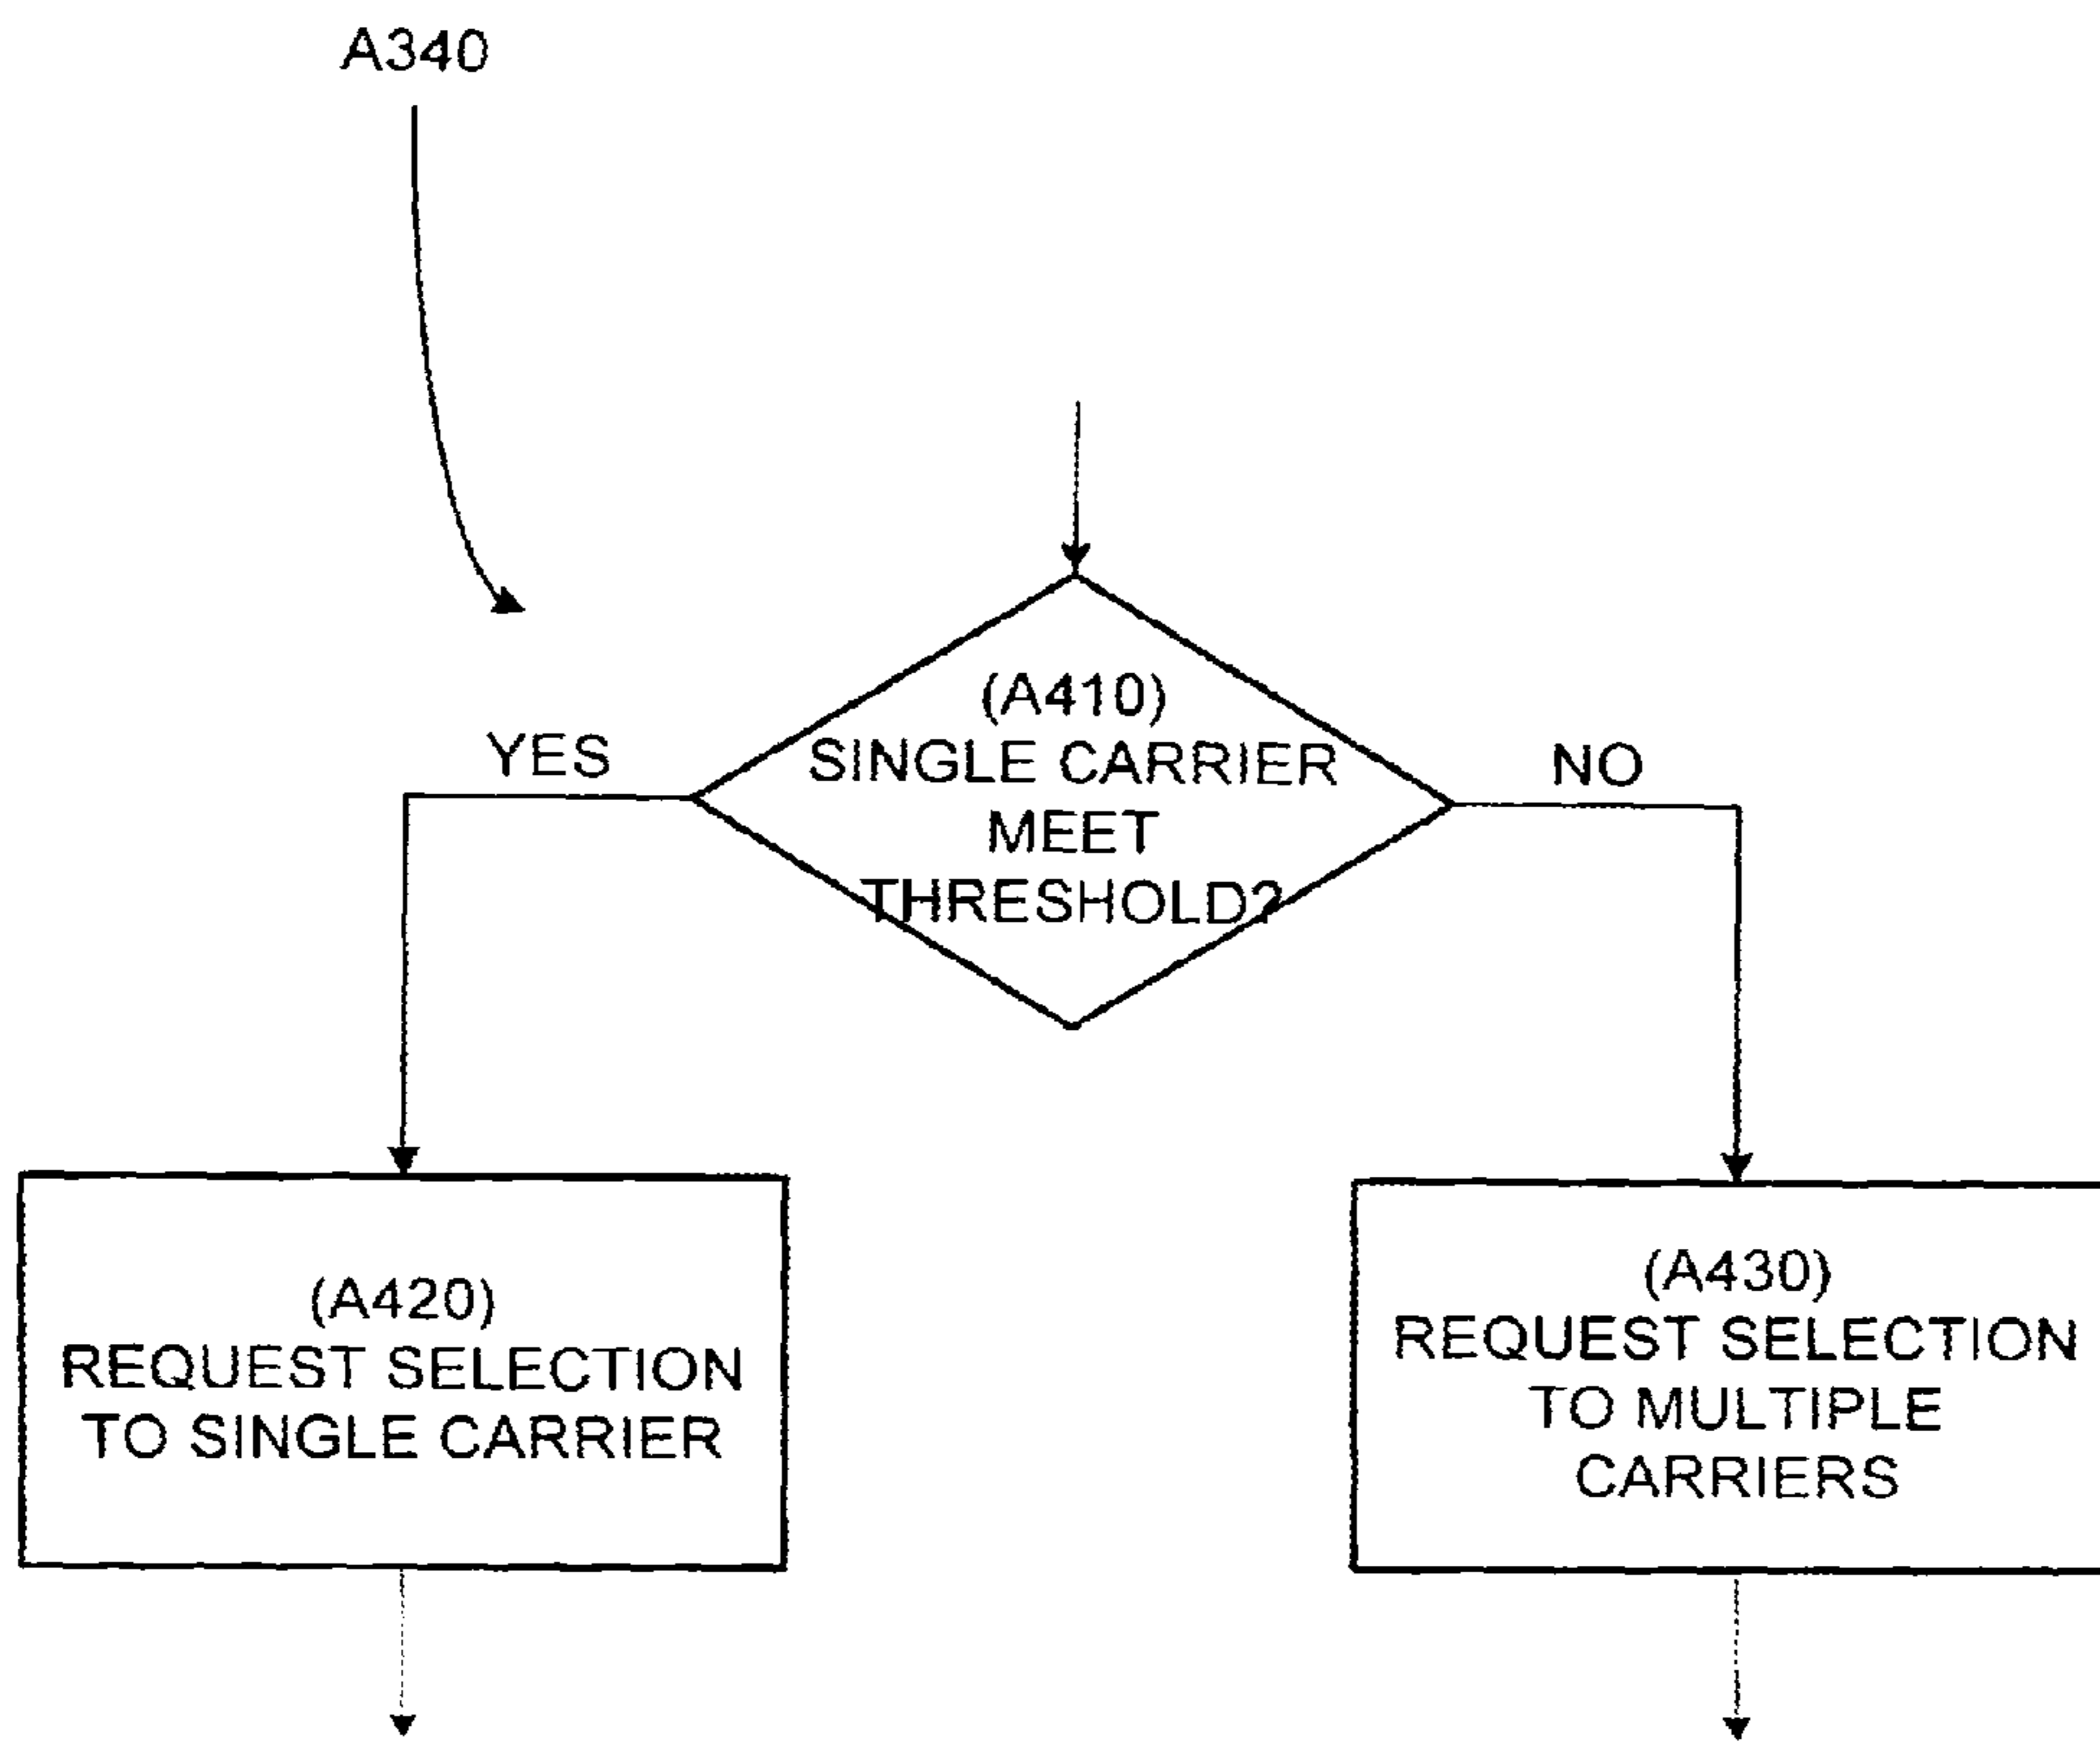 A340
(A410)
SINGLE CARRIER
MEET
THRESHOLD?
YES
NO
(A420)
REQUEST SELECTION
TO SINGLE CARRIER
(A430)
REQUEST SELECTION
TO MULTIPLE
CARRIERS